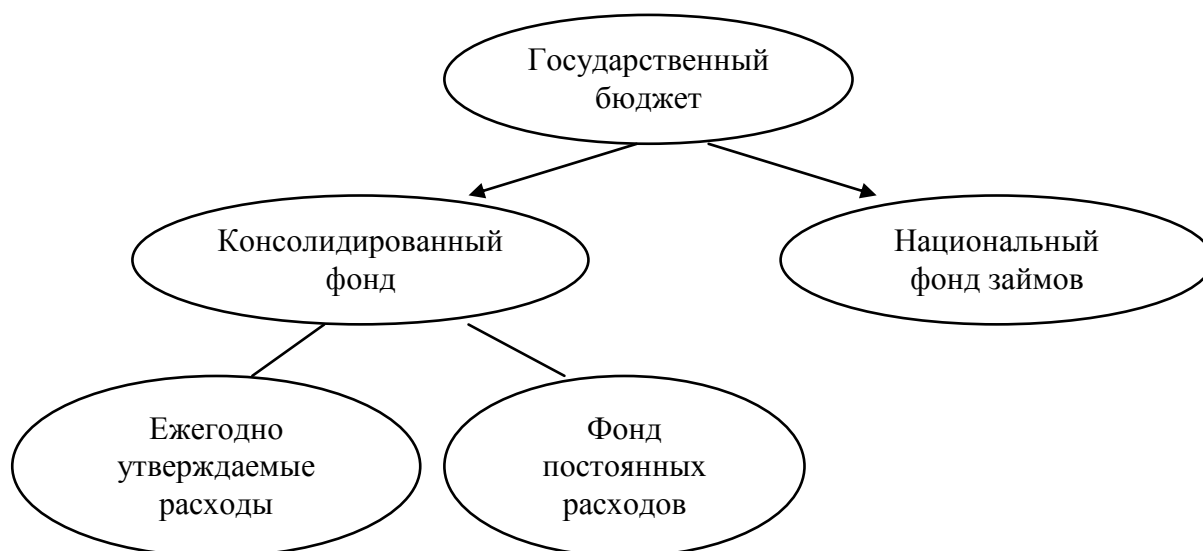 Государственный
бюджет
Консолидированный
фонд
Национальный
фонд займов
Ежегодно
утверждаемые
расходы
Фонд
постоянных
расходов